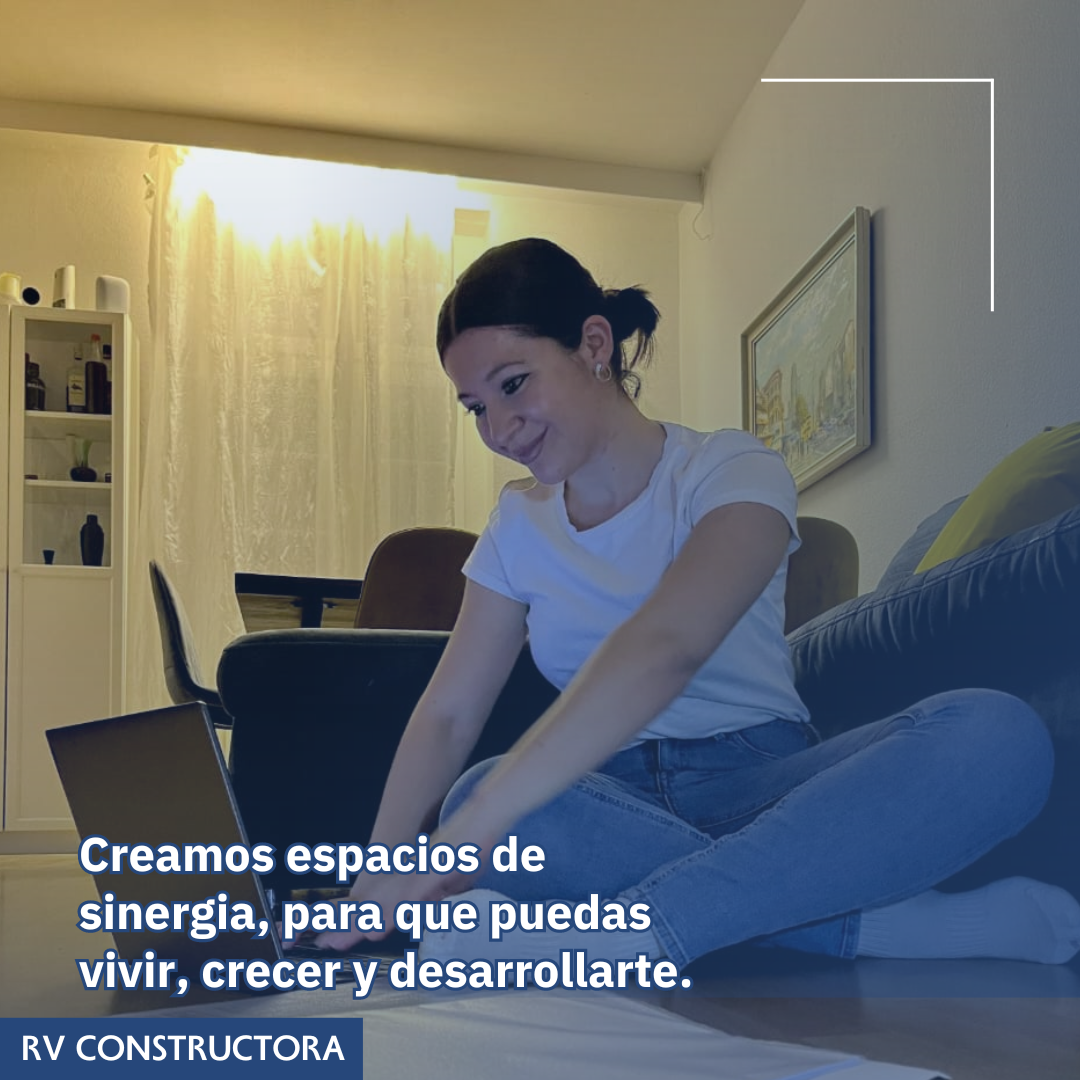 Creamos espacios de
sinergia, para que puedas
vivir, crecer y desarrollarte.
RV CONSTRUCTORA